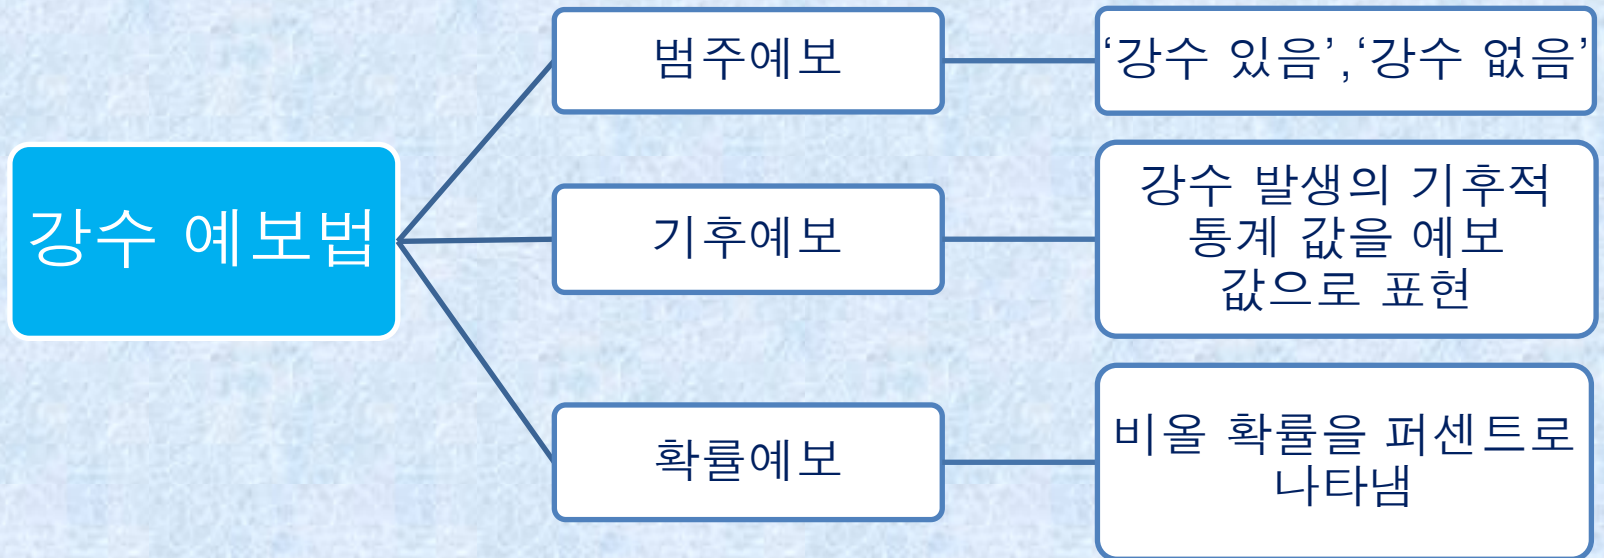 강수 예보법
범주예보
‘강수 있음’,‘강수 없음’
기후예보
강수 발생의 기후적
통계 값을 예보
값으로 표현
확률예보
비올 확률을 퍼센트로
나타냄